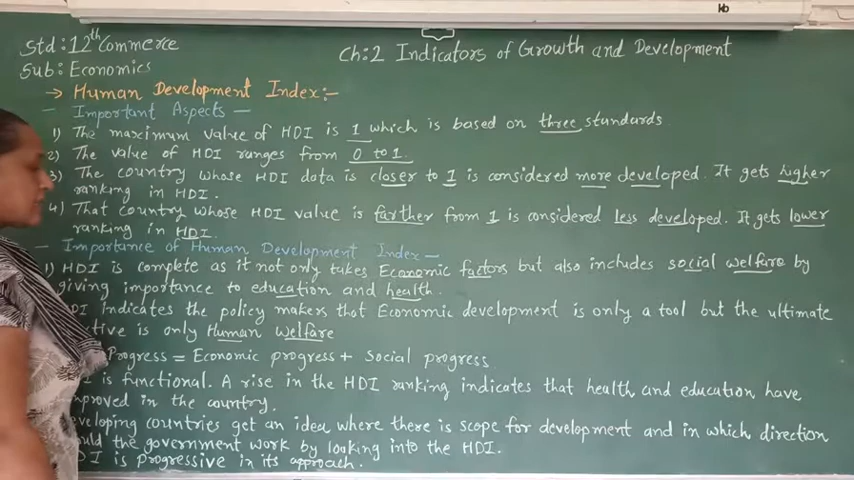 Std: 12th Commerce
Ch:2 Indicators of Growth and Development
Sub: Economics
→ Human Development Index:-
- Important Aspects -
1) The maximum value of HDI is 1 which is based on three standards
2) The value of HDI ranges from 0 to 1.
3) The country whose HDI data is closer to 1 is considered more developed. It gets higher
ranking in HDI.
4) That country whose HDI value is farther from 1 is considered less developed. It gets lower
ranking in HDI.
- Importance of Human Development Index -
1) HDI is complete as it not only takes Economic factors but also includes social welfare by
giving importance to education and health.
indicates the policy makers that Economic development is only a tool but the ultimate
is only Human welfare
Progress = Economic progress + Social progress
is functional. A rise in the HDI ranking indicates that health and education have
in the country.
countries get an idea where there is scope for development and in which direction
the government work by looking into the HDI.
is progressive in its approach.